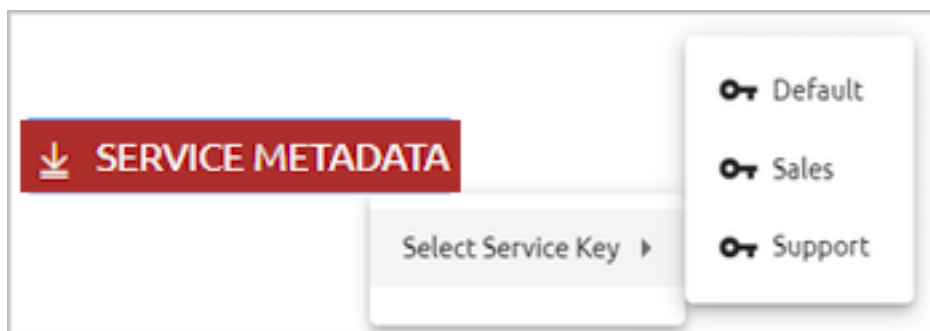 SERVICE METADATA
Select Service Key
Default
Sales
Support